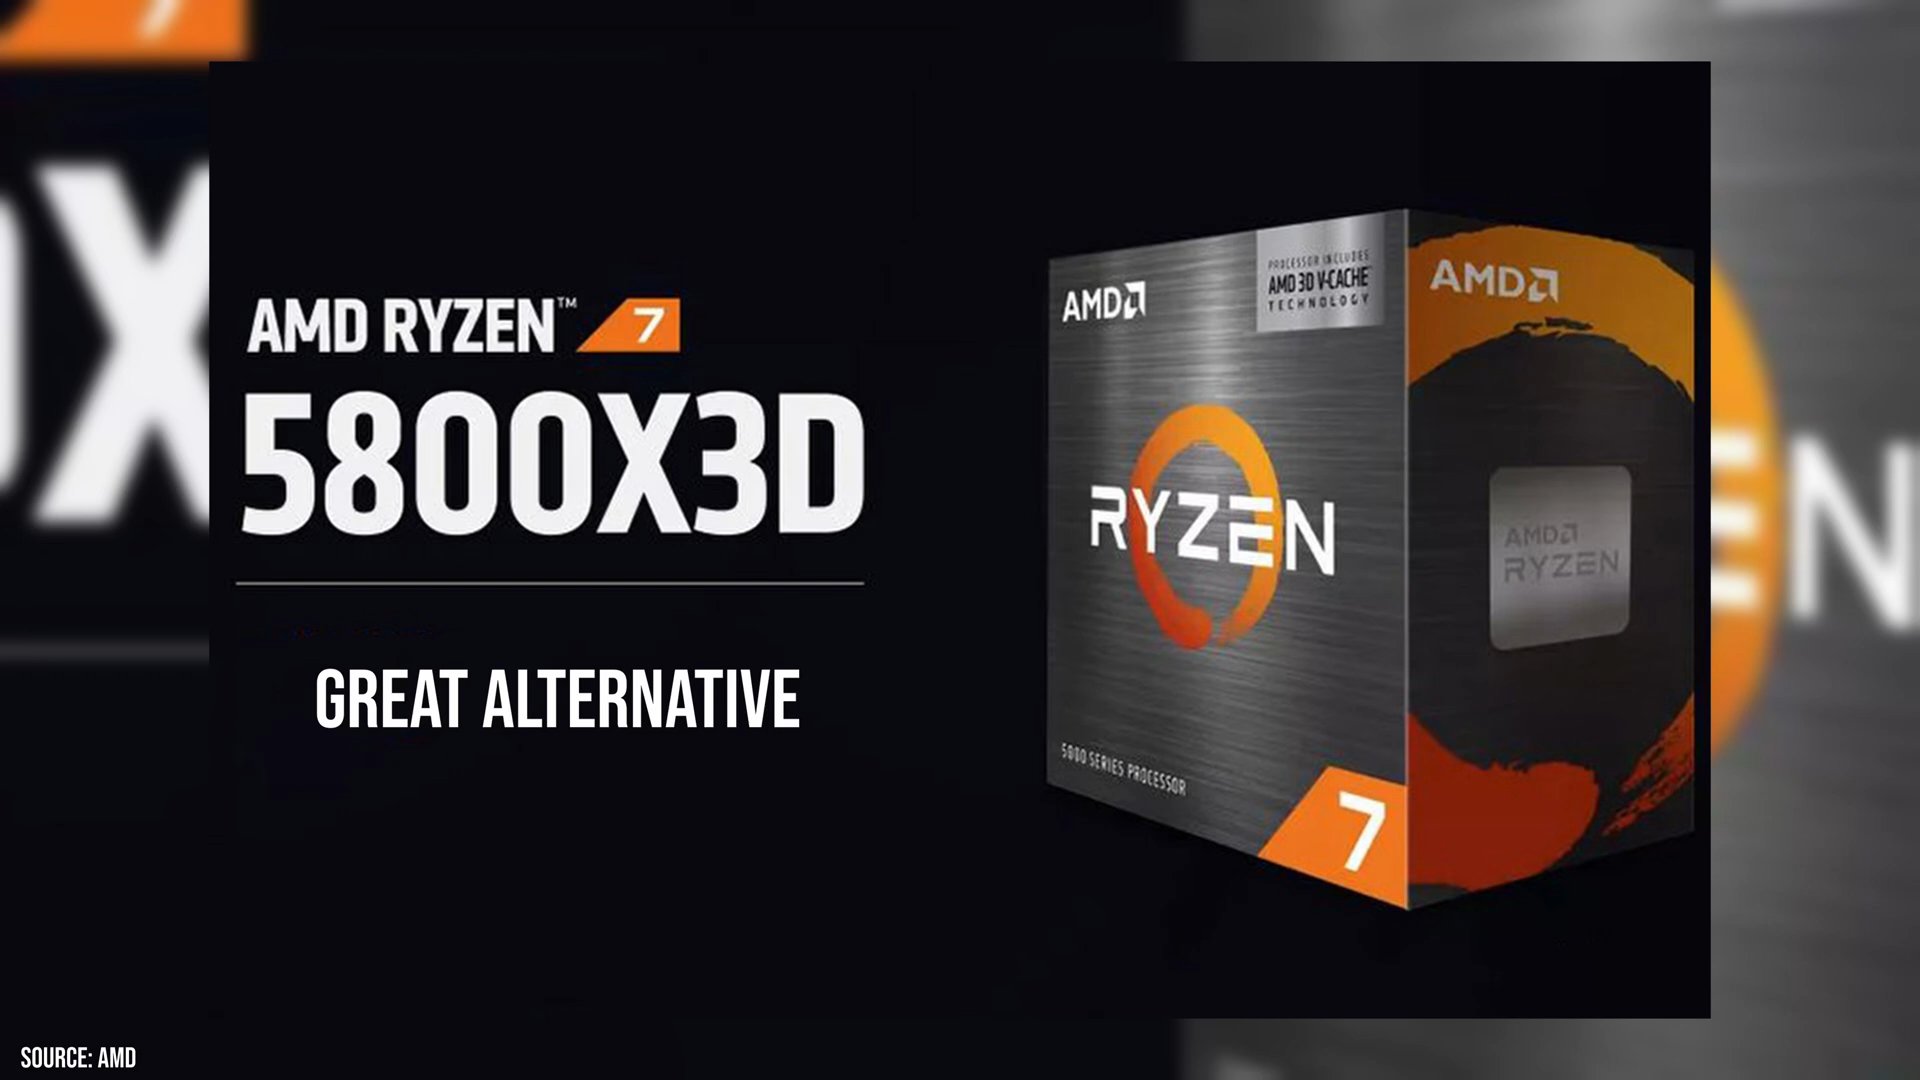 AMD RYZEN™ 7
5800X3D
GREAT ALTERNATIVE
AMD
PROCESSOR INCLUDES
AMD 3D V-CACHE
TECHNOLOGY
RYZEN
5000 SERIES PROCESSOR
7
AMD
AMD
RYZEN
SOURCE: AMD